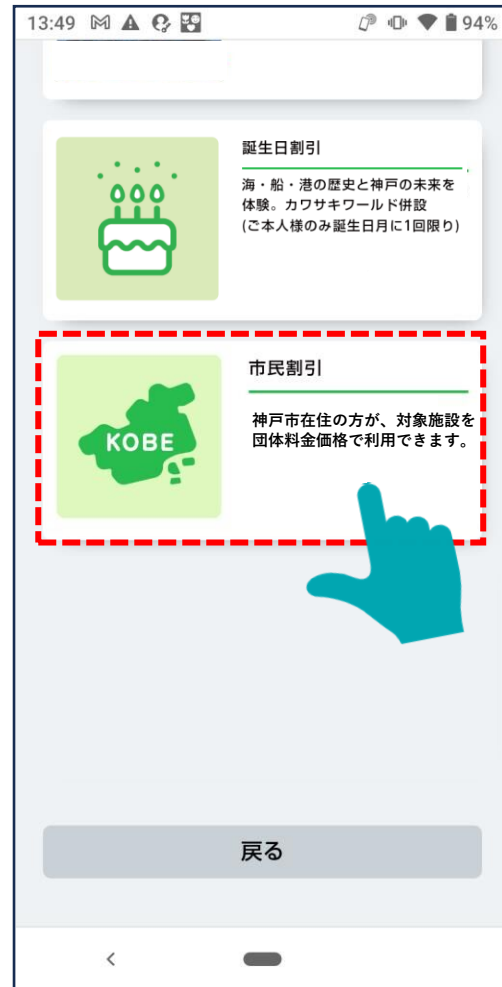 13:49
94%
誕生日割引
海・船・港の歴史と神戸の未来を
体験。カワサキワールド併設
(ご本人様のみ誕生日月に1回限り)
市民割引
KOBE
神戸市在住の方が、対象施設を
団体料金価格で利用できます。
戻る